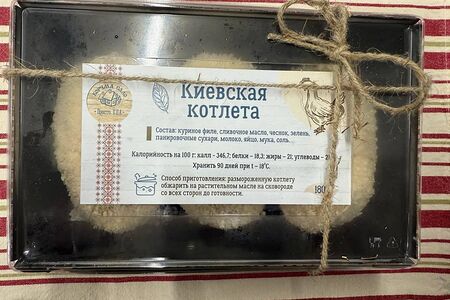 Киевская
котлета
Состав: куриное филе, сливочное масло, чеснок, зелень,
панировочные сухари, молоко, яйцо, мука, соль
Калорийность на 100 г: калл - 346,7; белки - 18,2; жиры - 21; углеводы -
Хранить 90 дней при t - 18°С.
Способ приготовления: размороженную котлету
обжарить на растительном масле на сковороде
со всех сторон до готовности.
180